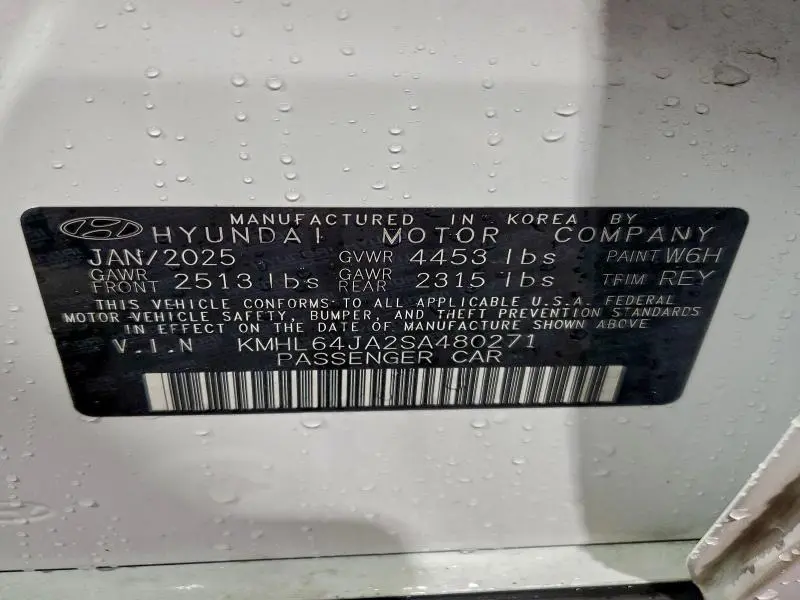 MANUFACTURED IN KOREA BY
HYUNDAI MOTOR COMPANY
JAN/2025 GVWR 4453 lbs PAINT W6H
GAWR FRONT 2513 lbs GAWR REAR 2315 lbs TRIM REY
THIS VEHICLE CONFORMS TO ALL APPLICABLE U.S.A. FEDERAL
MOTOR VEHICLE SAFETY, BUMPER, AND THEFT PREVENTION STANDARDS
IN EFFECT ON THE DATE OF MANUFACTURE SHOWN ABOVE
V.I.N KMHL64JA2SA480271
PASSENGER CAR